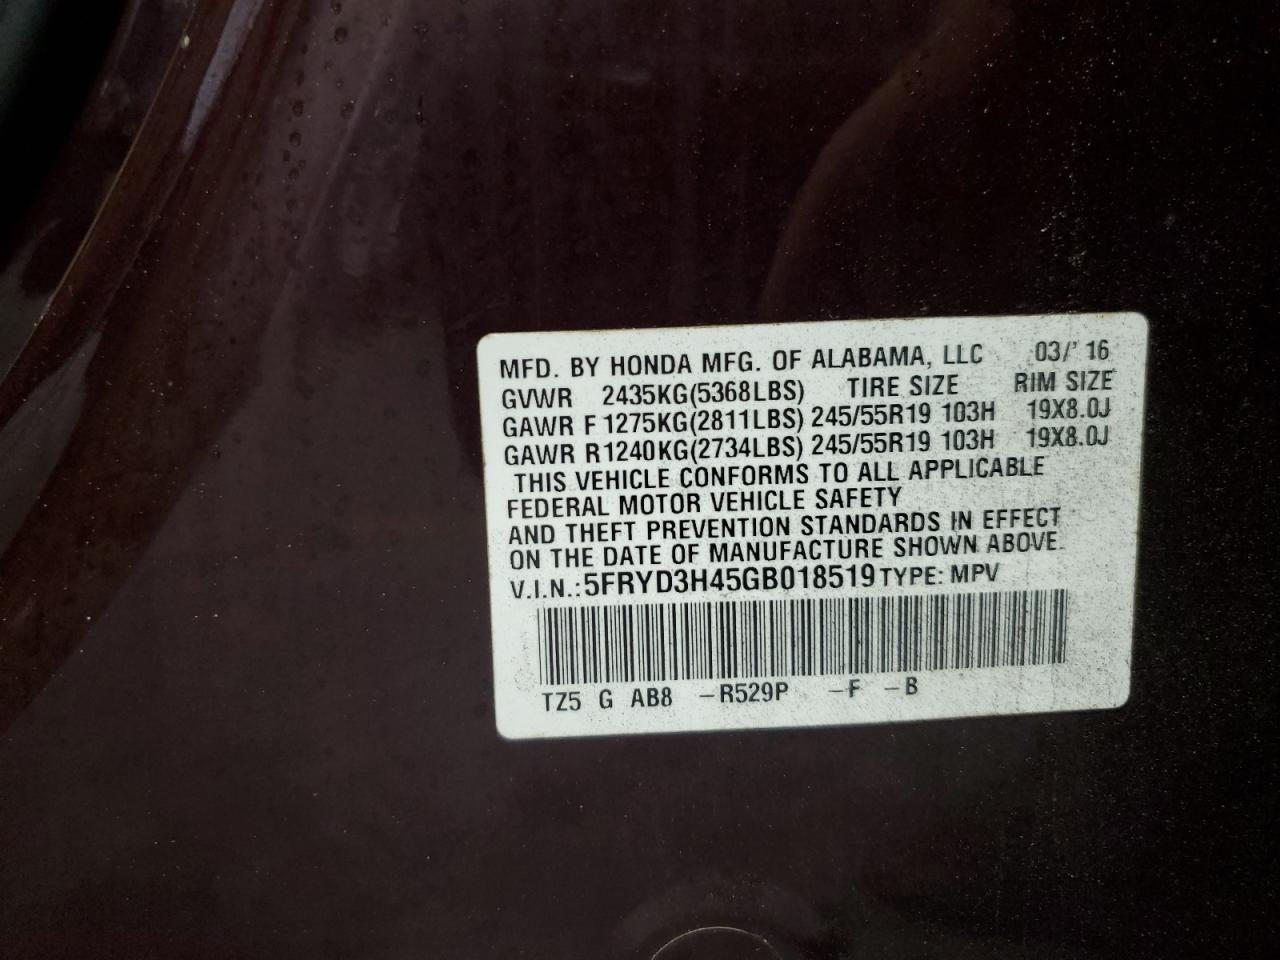 MFD. BY HONDA MFG. OF ALABAMA, LLC 03/' 16
GVWR 2435KG(5368LBS) TIRE SIZE RIM SIZE
GAWR F 1275KG(2811LBS) 245/55R19 103H 19X8.0J
GAWR R1240KG(2734LBS) 245/55R19 103H 19X8.0J
THIS VEHICLE CONFORMS TO ALL APPLICABLE
FEDERAL MOTOR VEHICLE SAFETY
AND THEFT PREVENTION STANDARDS IN EFFECT
ON THE DATE OF MANUFACTURE SHOWN ABOVE.
V.I.N.:5FRYD3H45GB018519 TYPE: MPV
TZ5 G AB8 -R529P -F -B